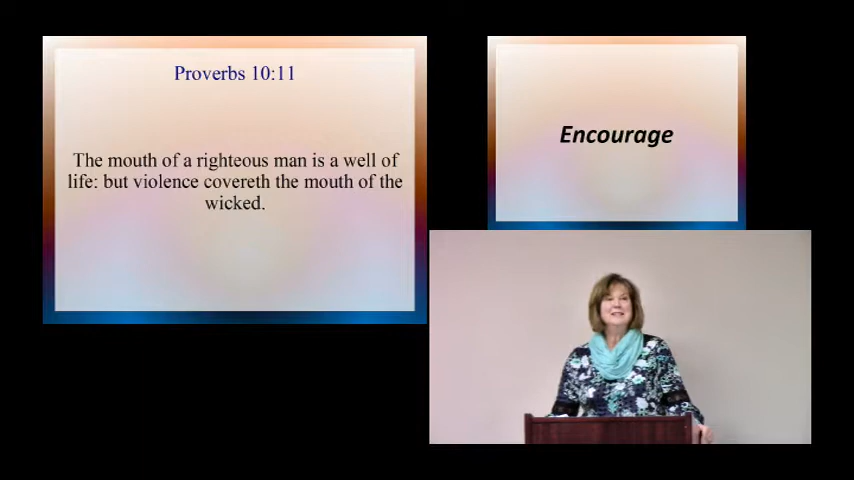 Proverbs 10:11
The mouth of a righteous man is a well of
life: but violence covereth the mouth of the
wicked.
Encourage